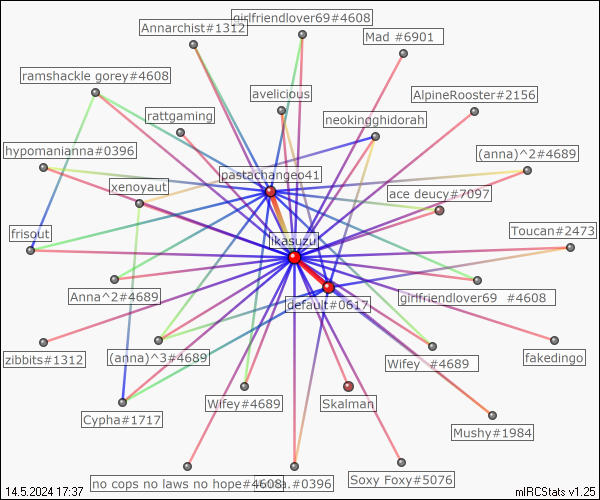 girlfriendlover69#4608
Annarchist#1312
Mad #6901
ramshackle gorey#4608
avelicious
AlpineRooster#2156
rattgaming
neokingghidorah
hypomanianna#0396
(anna)^2#4689
pastachangeo41
xenoyaut
ace deucy#7097
Toucan#2473
frisout
ikasuzu
Anna^2#4689
default#0617
girlfriendlover69 #4608
zibbits#1312
(anna)^3#4689
Wifey #4689
fakedingo
Wifey#4689
Skalman
Cypha#1717
Mushy#1984
no cops no laws no hope#4608
#0396
Soxy Foxy#5076
14.5.2024 17:37
mIRCStats v1.25